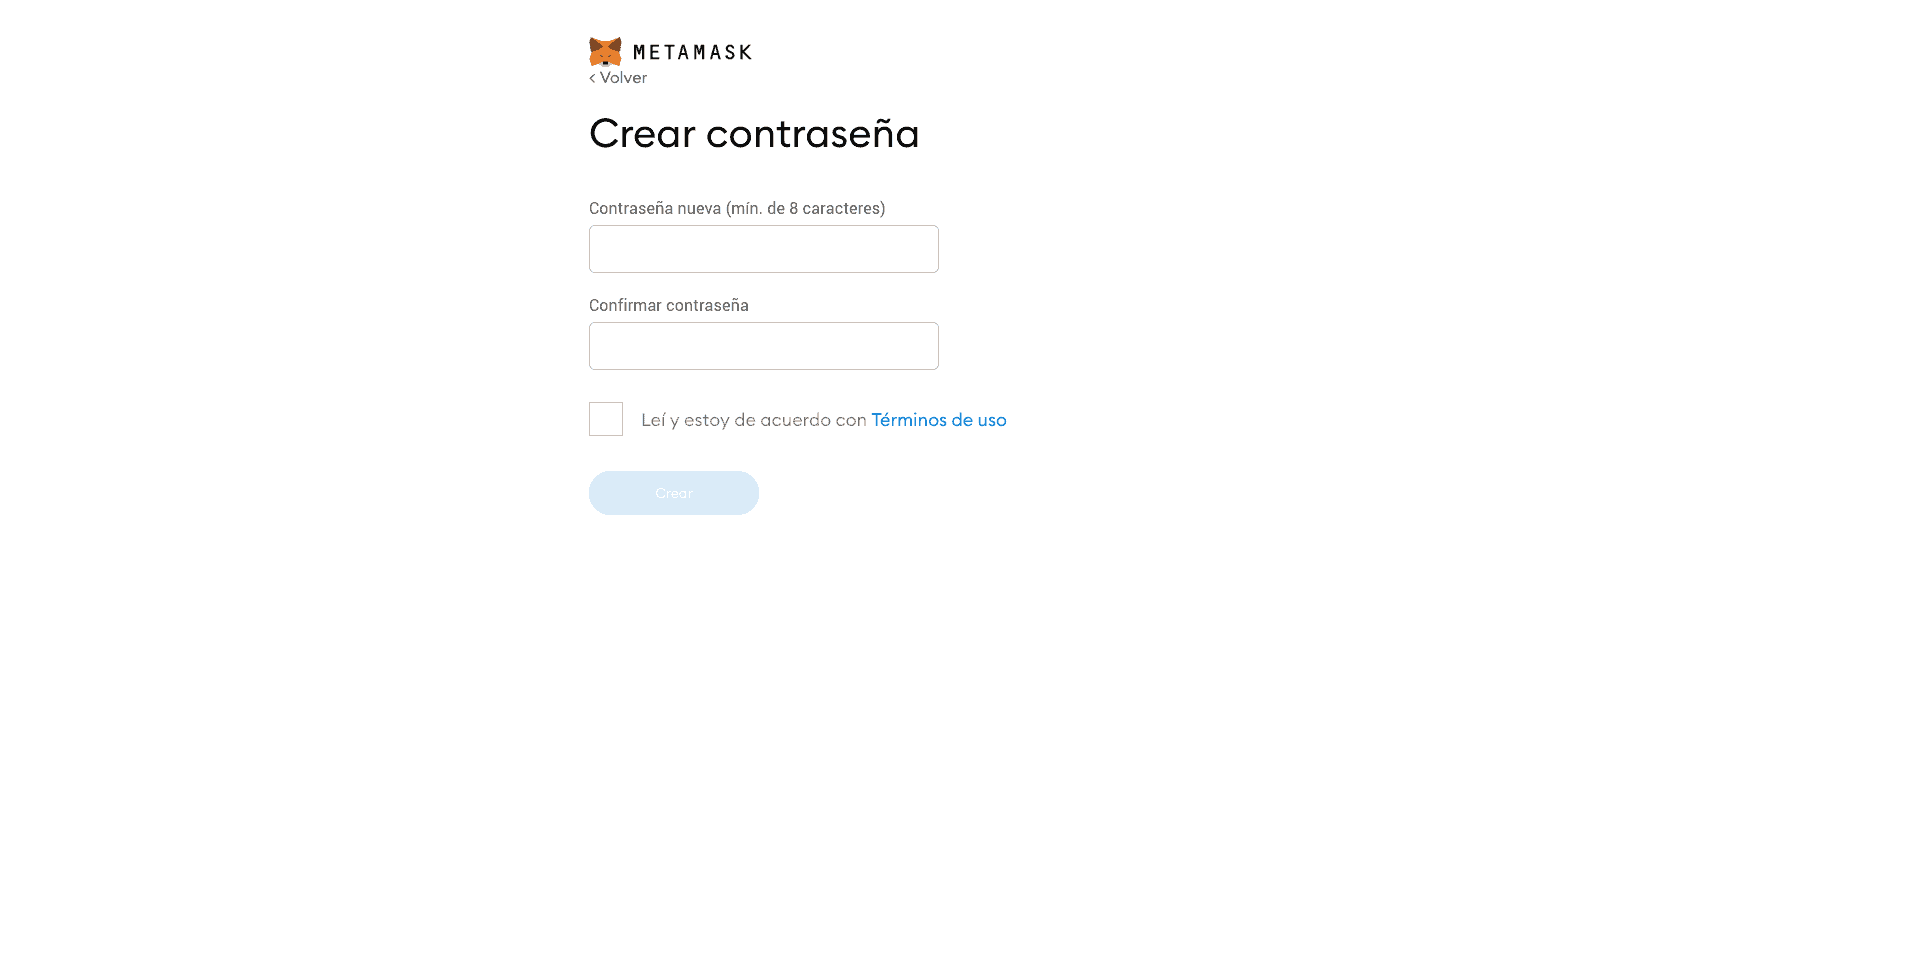 METAMASK
< Volver
Crear contraseña
Contraseña nueva (mín. de 8 caracteres)
Confirmar contraseña
Leí y estoy de acuerdo con Términos de uso
Crear